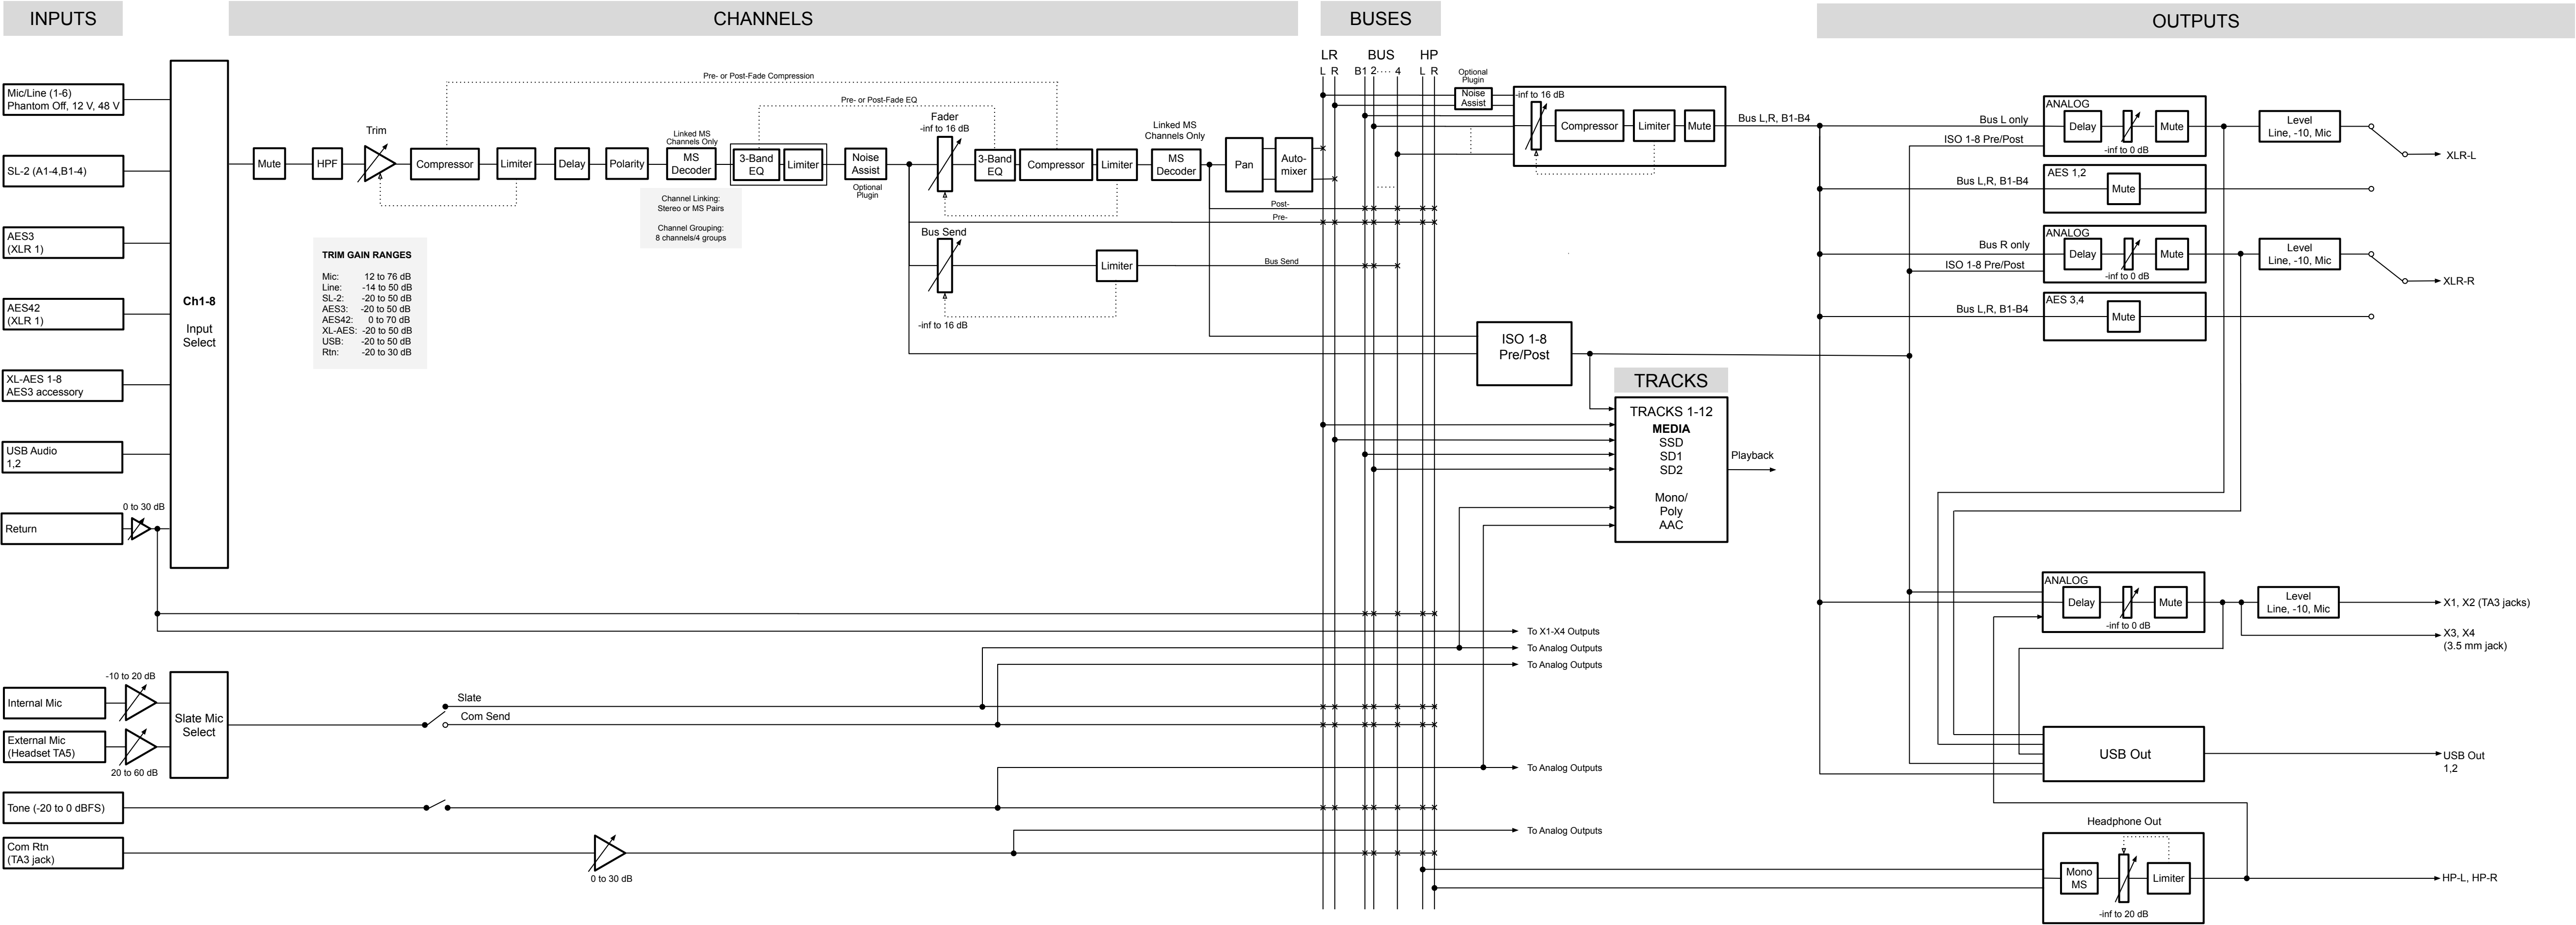 INPUTS
CHANNELS
BUSES
OUTPUTS
Mic/Line (1-6)
Phantom Off, 12 V, 48 V
SL-2 (A1-4,B1-4)
AES3
(XLR 1)
AES42
(XLR 1)
XL-AES 1-8
AES3 accessory
USB Audio
1,2
Return
0 to 30 dB
Ch1-8
Input
Select
Internal Mic
-10 to 20 dB
External Mic
(Headset TA5)
20 to 60 dB
Slate Mic
Select
Tone (-20 to 0 dBFS)
Com Rtn
(TA3 jack)
0 to 30 dB
Slate
Com Send
Mute
HPF
Trim
Pre- or Post-Fade Compression
Compressor
Limiter
Delay
Polarity
Linked MS
Channels Only
MS
Decoder
Pre- or Post-Fade EQ
3-Band
EQ
Limiter
Noise
Assist
Optional
Plugin
Channel Linking:
Stereo or MS Pairs
Channel Grouping:
8 channels/4 groups
TRIM GAIN RANGES
Mic: 12 to 76 dB
Line: -14 to 50 dB
SL-2: -20 to 50 dB
AES3: -20 to 50 dB
AES42: 0 to 70 dB
XL-AES: -20 to 50 dB
USB: -20 to 50 dB
Rtn: -20 to 30 dB
Fader
-inf to 16 dB
3-Band
EQ
Compressor
Limiter
Linked MS
Channels Only
MS
Decoder
Pan
Auto-
mixer
Post-
Pre-
Bus Send
Limiter
Bus Send
-inf to 16 dB
LR BUS HP
L R B1 2 .... 4 L R
......
Optional
Plugin
Noise
Assist
-inf to 16 dB
Compressor
Limiter
Mute
Bus L,R, B1-B4
ISO 1-8
Pre/Post
TRACKS
TRACKS 1-12
MEDIA
SSD
SD1
SD2
Mono/
Poly
AAC
Playback
To X1-X4 Outputs
To Analog Outputs
To Analog Outputs
To Analog Outputs
To Analog Outputs
Bus L only
ISO 1-8 Pre/Post
ANALOG
Delay
Mute
-inf to 0 dB
Level
Line, -10, Mic
XLR-L
Bus L,R, B1-B4
AES 1,2
Mute
Bus R only
ISO 1-8 Pre/Post
ANALOG
Delay
Mute
-inf to 0 dB
Level
Line, -10, Mic
XLR-R
Bus L,R, B1-B4
AES 3,4
Mute
ANALOG
Delay
Mute
-inf to 0 dB
Level
Line, -10, Mic
X1, X2 (TA3 jacks)
X3, X4
(3.5 mm jack)
USB Out
USB Out
1,2
Headphone Out
Mono
MS
Limiter
-inf to 20 dB
HP-L, HP-R